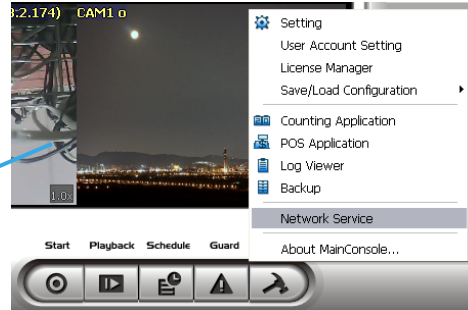 3.2.174) CAM1 o
Setting
User Account Setting
License Manager
Save/Load Configuration
Counting Application
POS Application
Log Viewer
Backup
1.0x
Network Service
Start Playback Schedule Guard
About MainConsole...